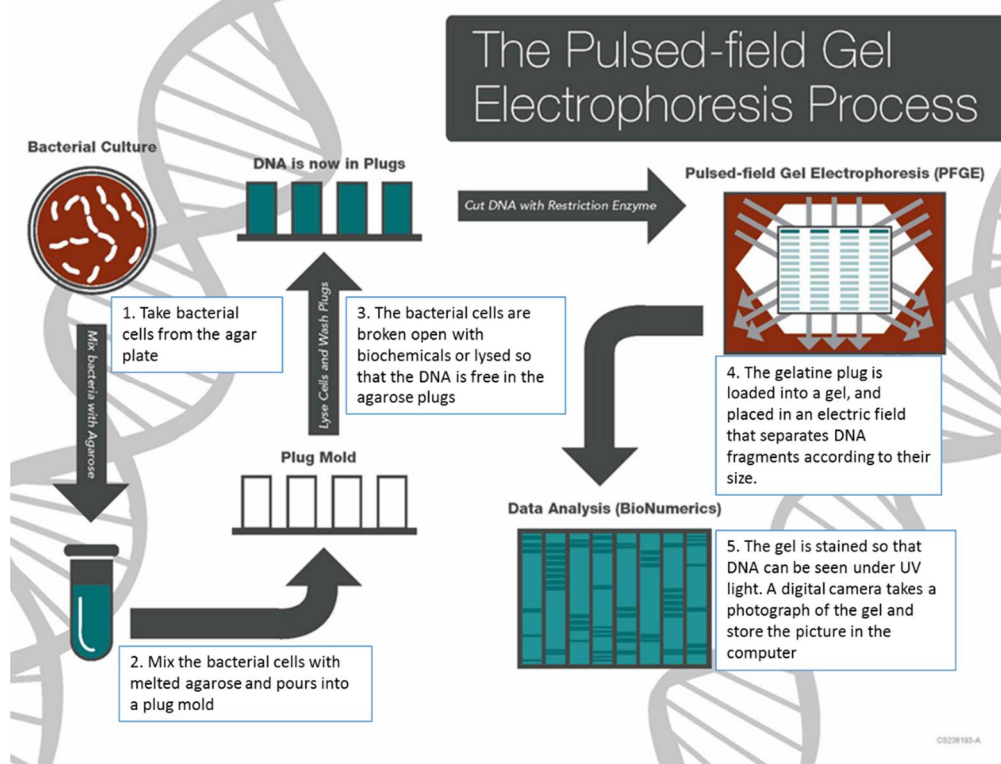 The Pulsed-field Gel
Electrophoresis Process
Bacterial Culture
1. Take bacterial
cells from the agar
plate
Mix bacteria with Agarose
2. Mix the bacterial cells with
melted agarose and pours into
a plug mold
Plug Mold
Lyse Cells and Wash Plugs
3. The bacterial cells are
broken open with
biochemicals or lysed so
that the DNA is free in the
agarose plugs
DNA is now in Plugs
Cut DNA with Restriction Enzyme
Pulsed-field Gel Electrophoresis (PFGE)
4. The gelatine plug is
loaded into a gel, and
placed in an electric field
that separates DNA
fragments according to their
size.
Data Analysis (BioNumerics)
5. The gel is stained so that
DNA can be seen under UV
light. A digital camera takes a
photograph of the gel and
store the picture in the
computer
CS238193-A